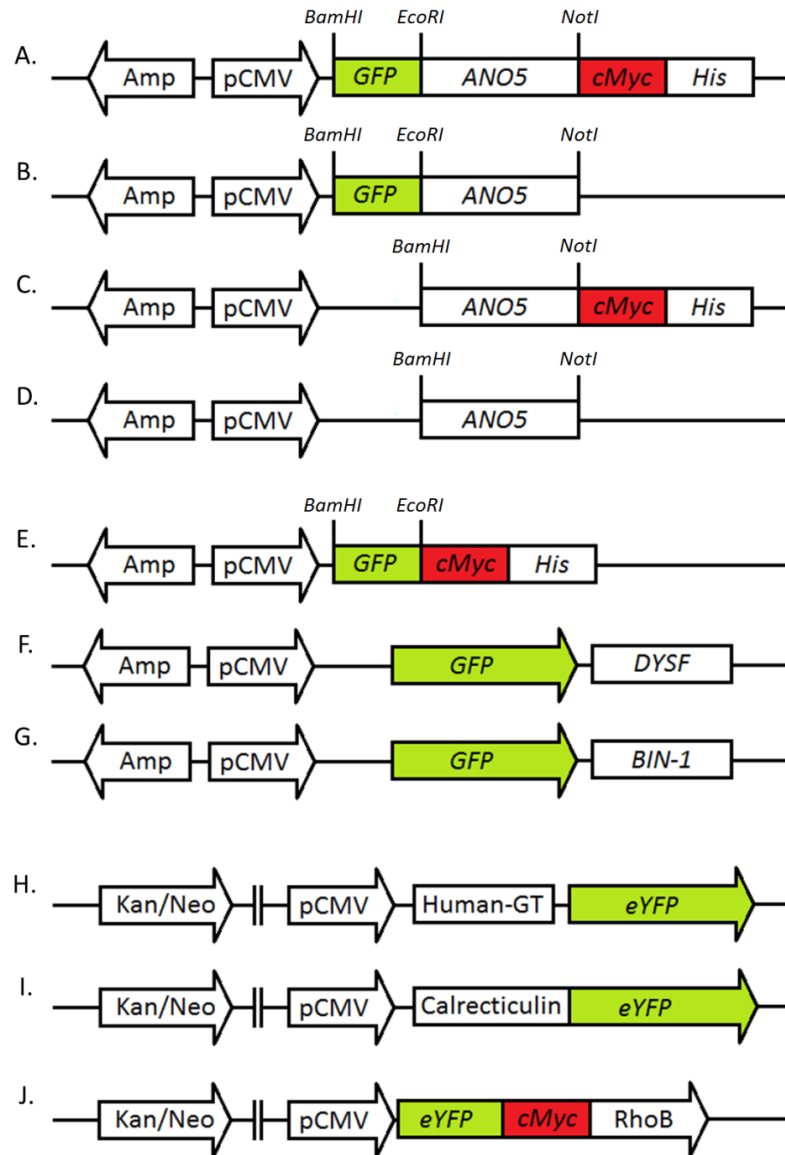 BamHI EcoRI NotI
A. Amp pCMV GFP ANO5 cMyc His
BamHI EcoRI NotI
B. Amp pCMV GFP ANO5
BamHI NotI
C. Amp pCMV ANO5 cMyc His
BamHI NotI
D. Amp pCMV ANO5
BamHI EcoRI
E. Amp pCMV GFP cMyc His
F. Amp pCMV GFP DYSF
G. Amp pCMV GFP BIN-1
H. Kan/Neo pCMV Human-GT eYFP
I. Kan/Neo pCMV Calrecticulin eYFP
J. Kan/Neo pCMV eYFP cMyc RhoB